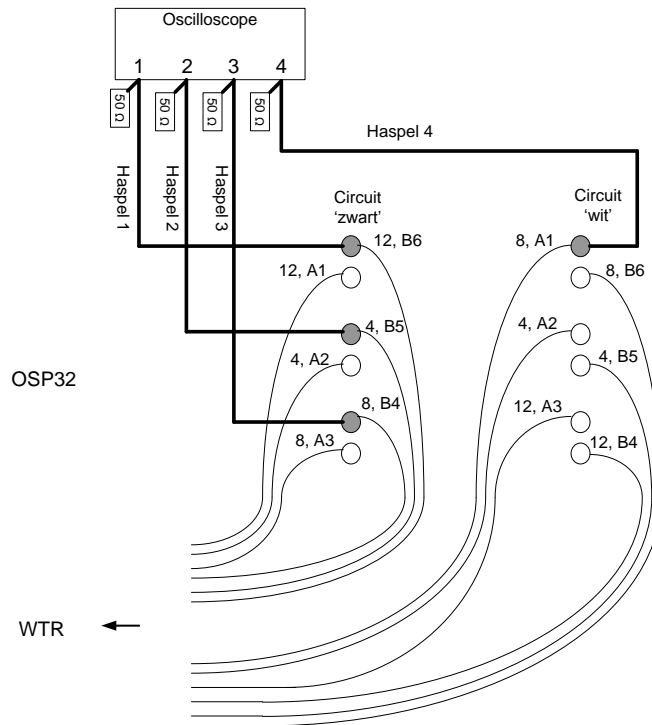 Oscilloscope
1 2 3 4
50 Ω 50 Ω 50 Ω 50 Ω
Haspel 4
Haspel 1
Haspel 2
Haspel 3
Circuit
‘zwart’
Circuit
‘wit’
12, B6
12, A1
4, B5
4, A2
8, B4
8, A3
8, A1
8, B6
4, A2
4, B5
12, A3
12, B4
OSP32
WTR